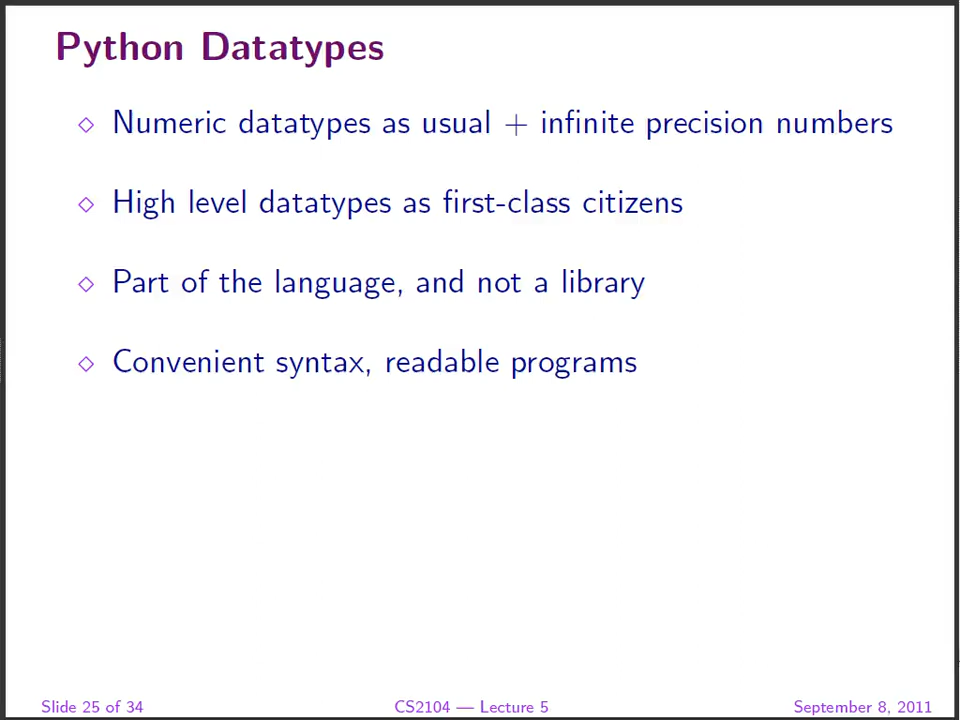 Python Datatypes
◇ Numeric datatypes as usual + infinite precision numbers
◇ High level datatypes as first-class citizens
◇ Part of the language, and not a library
◇ Convenient syntax, readable programs
Slide 25 of 34 CS2104 — Lecture 5 September 8, 2011